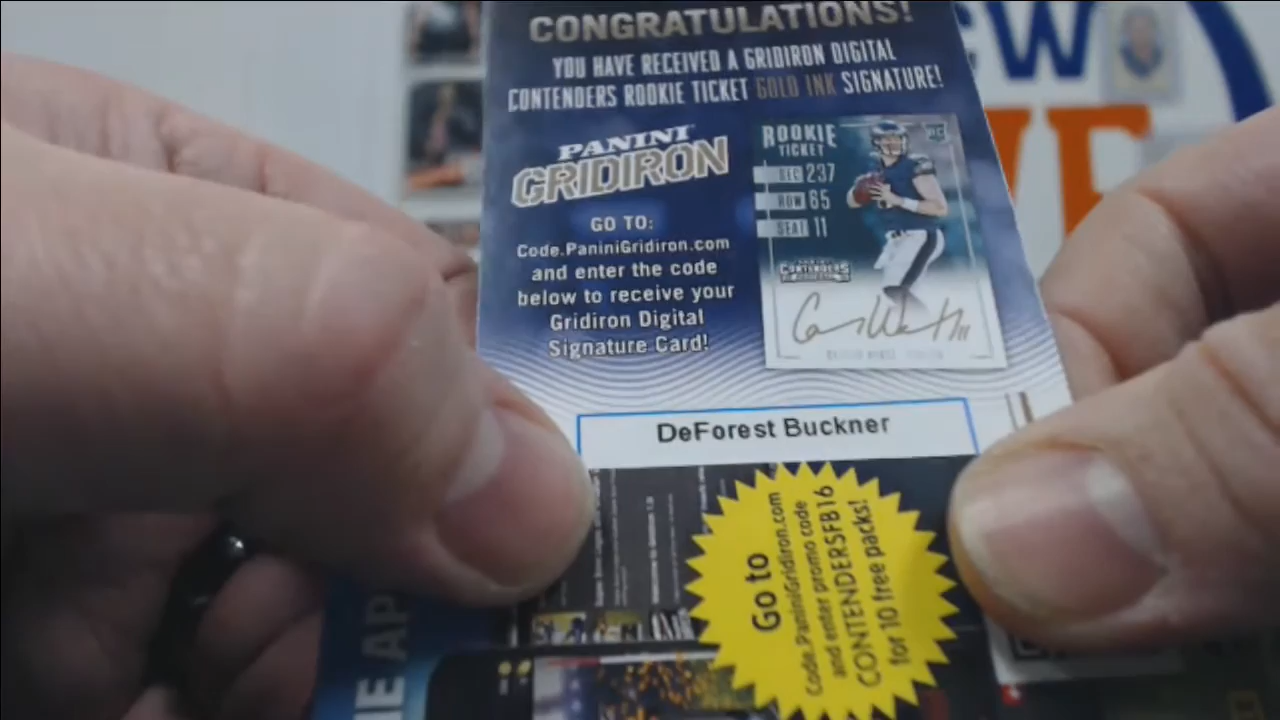 CONGRATULATIONS!
YOU HAVE RECEIVED A GRIDIRON DIGITAL
CONTENDERS ROOKIE TICKET GOLD INK SIGNATURE!
PANINI
GRIDIRON
GO TO:
Code.PaniniGridiron.com
and enter the code
below to receive your
Gridiron Digital
Signature Card!
ROOKIE
TICKET
RC
SEC 237
ROW 65
SEAT 11
PANINI
CONTENDERS
DeForest Buckner
Go to
Code.PaniniGridiron.com
and enter promo code
CONTENDERSFB16
for 10 free packs!